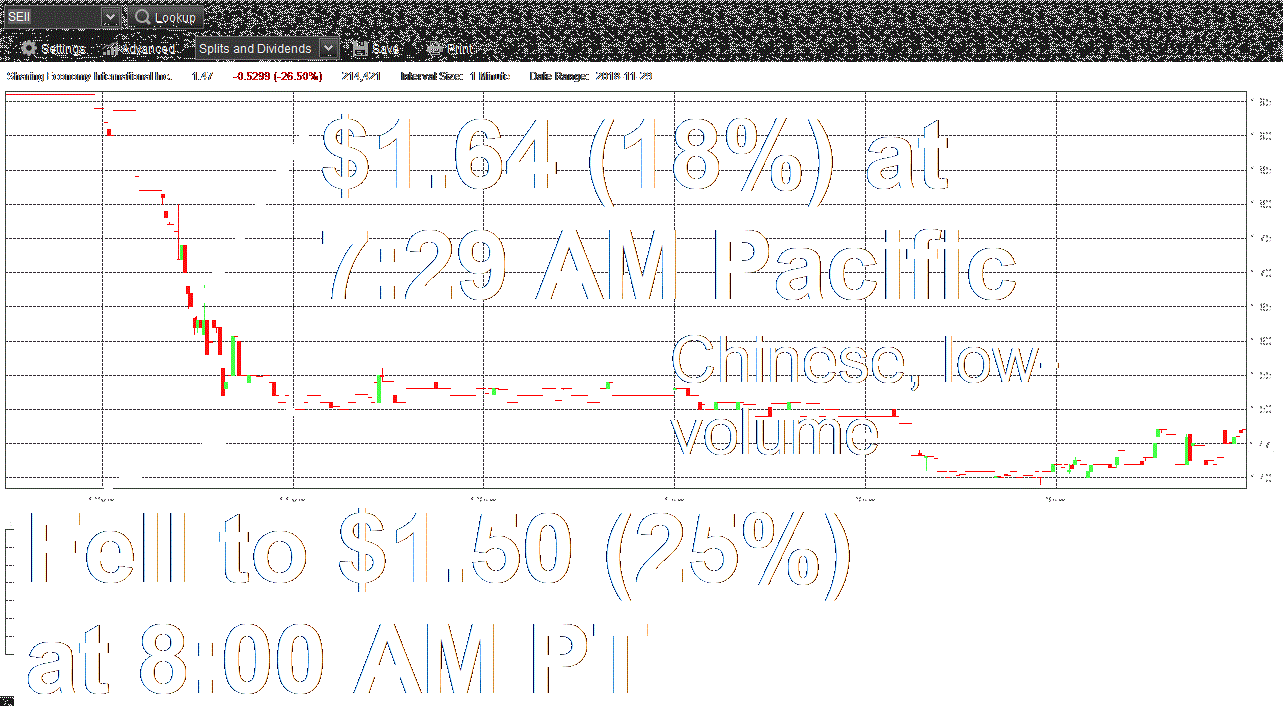 SEII Lookup
Settings Advanced Splits and Dividends Save Print
Sharing Economy International Inc. 1.47 -0.5299 (-26.50%) 214,421 Interval Size: 1 Minute Date Range: 2018-11-29
$1.64 (18%) at
7:29 AM Pacific
Chinese, low-
volume
Fell to $1.50 (25%)
at 8:00 AM PT